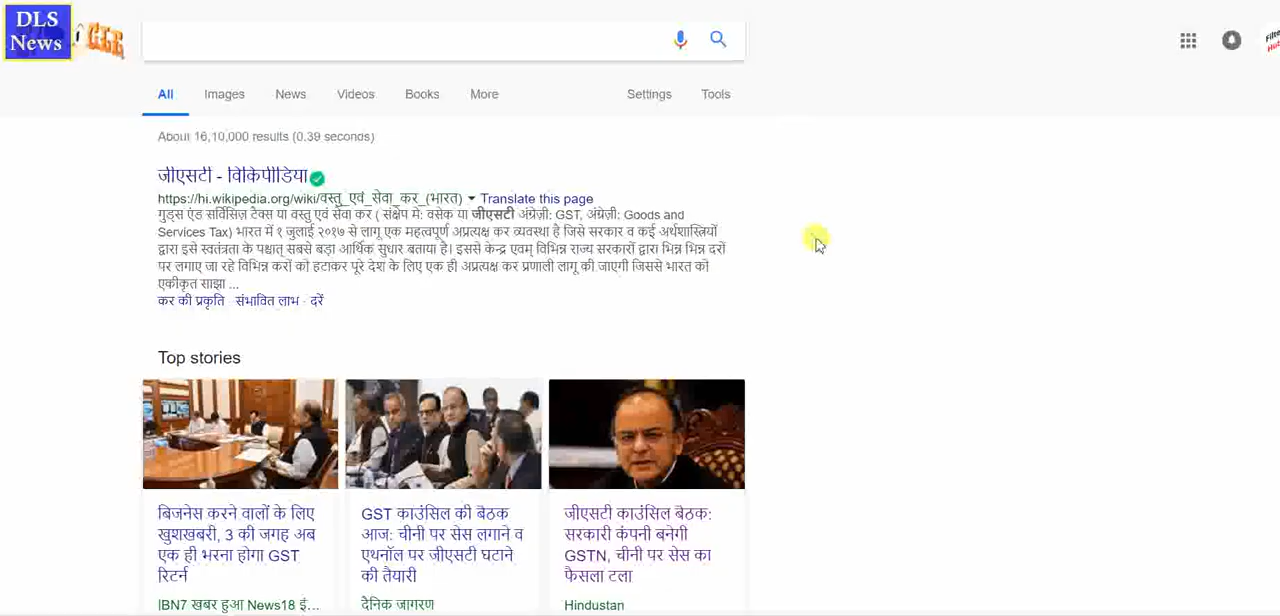 DLS
News
GLE
All Images News Videos Books More Settings Tools
About 16,10,000 results (0.39 seconds)
जीएसटी - विकिपीडिया
https://hi.wikipedia.org/wiki/वस्तु_एवं_सेवा_कर_(भारत) Translate this page
गुड्स एंड सर्विसेज़ टैक्स या वस्तु एवं सेवा कर ( संक्षेप मे: वसेक या जीएसटी अंग्रेज़ी: GST, अंग्रेज़ी: Goods and
Services Tax) भारत में १ जुलाई २०१७ से लागू एक महत्वपूर्ण अप्रत्यक्ष कर व्यवस्था है जिसे सरकार व कई अर्थशास्त्रियों
द्वारा इसे स्वतंत्रता के पश्चात् सबसे बड़ा आर्थिक सुधार बताया है। इससे केन्द्र एवम् विभिन्न राज्य सरकारों द्वारा भिन्न भिन्न दरों
पर लगाए जा रहे विभिन्न करों को हटाकर पूरे देश के लिए एक ही अप्रत्यक्ष कर प्रणाली लागू की जाएगी जिससे भारत को
एकीकृत साझा ...
कर की प्रकृति · संभावित लाभ · दरें
Top stories
बिजनेस करने वालों के लिए
खुशखबरी, 3 की जगह अब
एक ही भरना होगा GST
रिटर्न
IBN7 खबर हुआ News18 इं...
GST काउंसिल की बैठक
आज: चीनी पर सेस लगाने व
एथनॉल पर जीएसटी घटाने
की तैयारी
दैनिक जागरण
जीएसटी काउंसिल बैठक:
सरकारी कंपनी बनेगी
GSTN, चीनी पर सेस का
फैसला टला
Hindustan